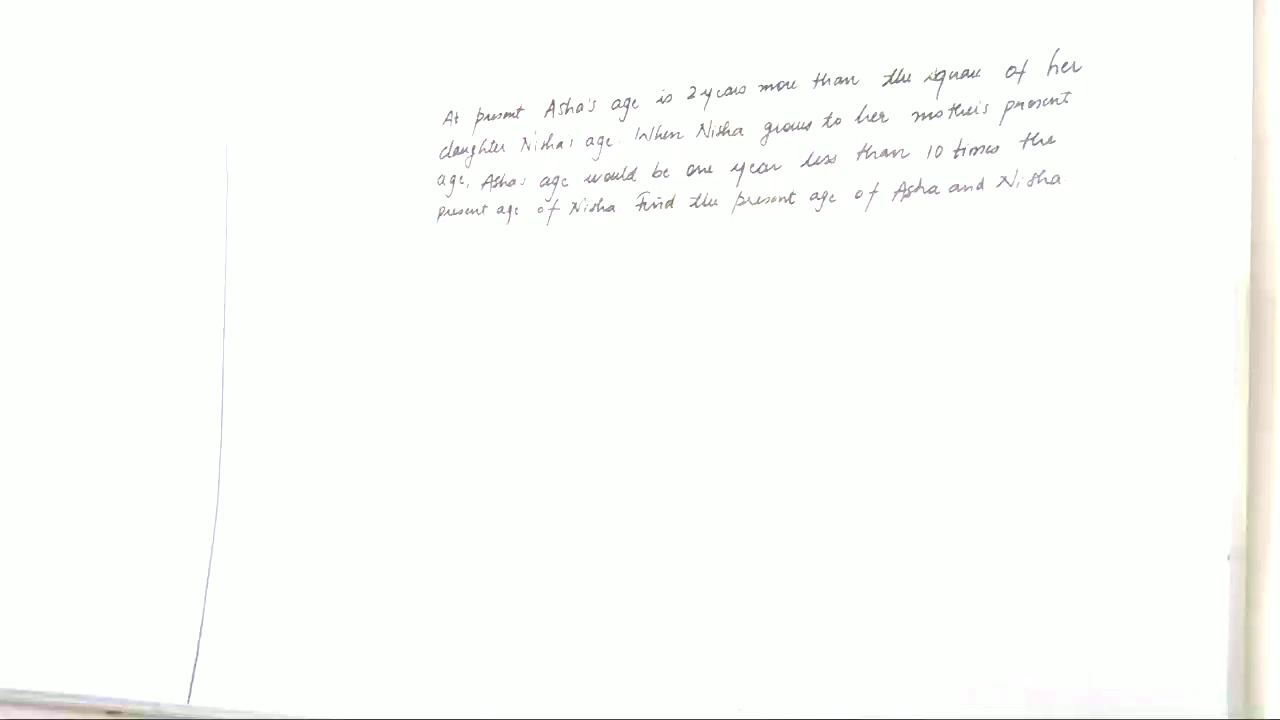 At present Asha's age is 2 years more than the square of her
daughter Nisha's age. When Nisha grows to her mother's present
age, Asha's age would be one year less than 10 times the
present age of Nisha. Find the present age of Asha and Nisha.